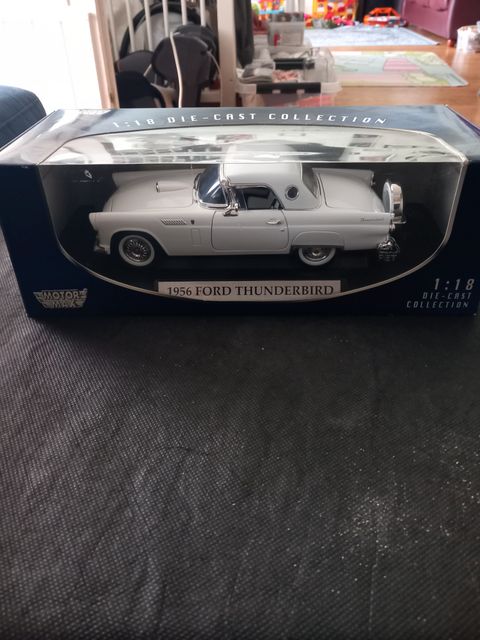 1:18 DIE-CAST COLLECTION
1956 FORD THUNDERBIRD
MOTOR
MAX
1:18
DIE-CAST
COLLECTION